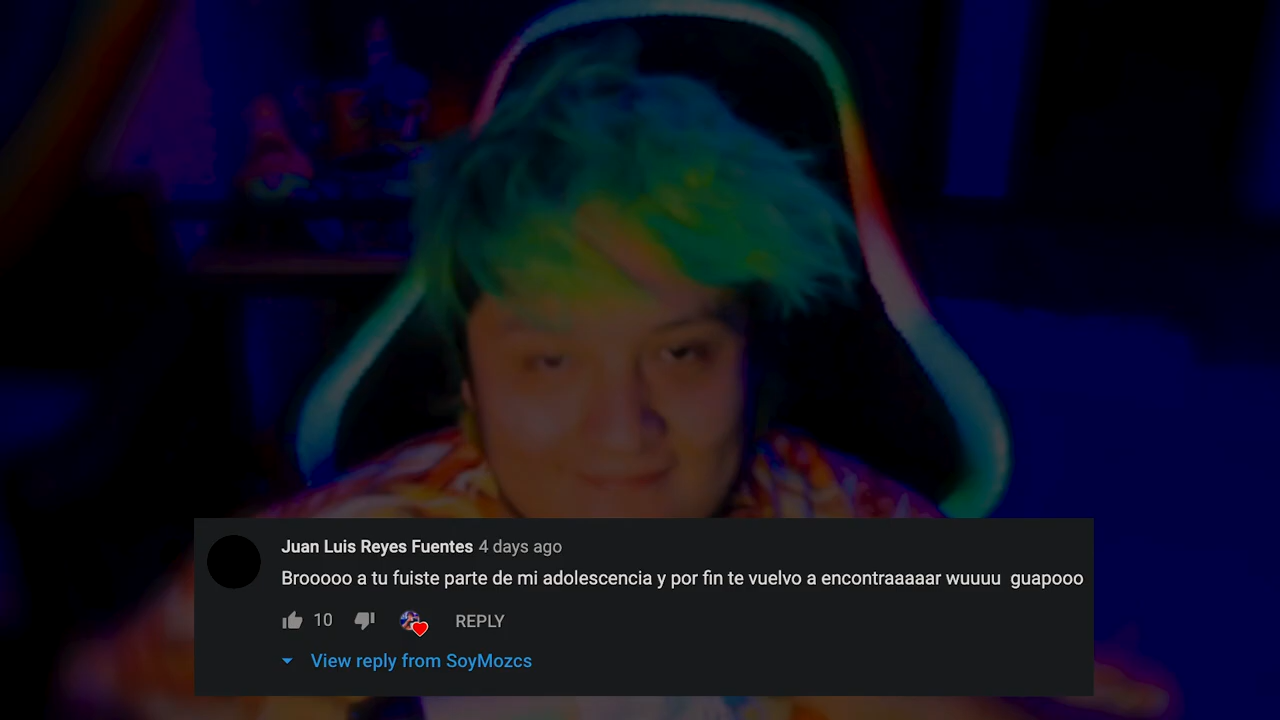 Juan Luis Reyes Fuentes 4 days ago
Brooooo a tu fuiste parte de mi adolescencia y por fin te vuelvo a encontraaaaar wuuuu guapooo
10 REPLY
View reply from SoyMozcs